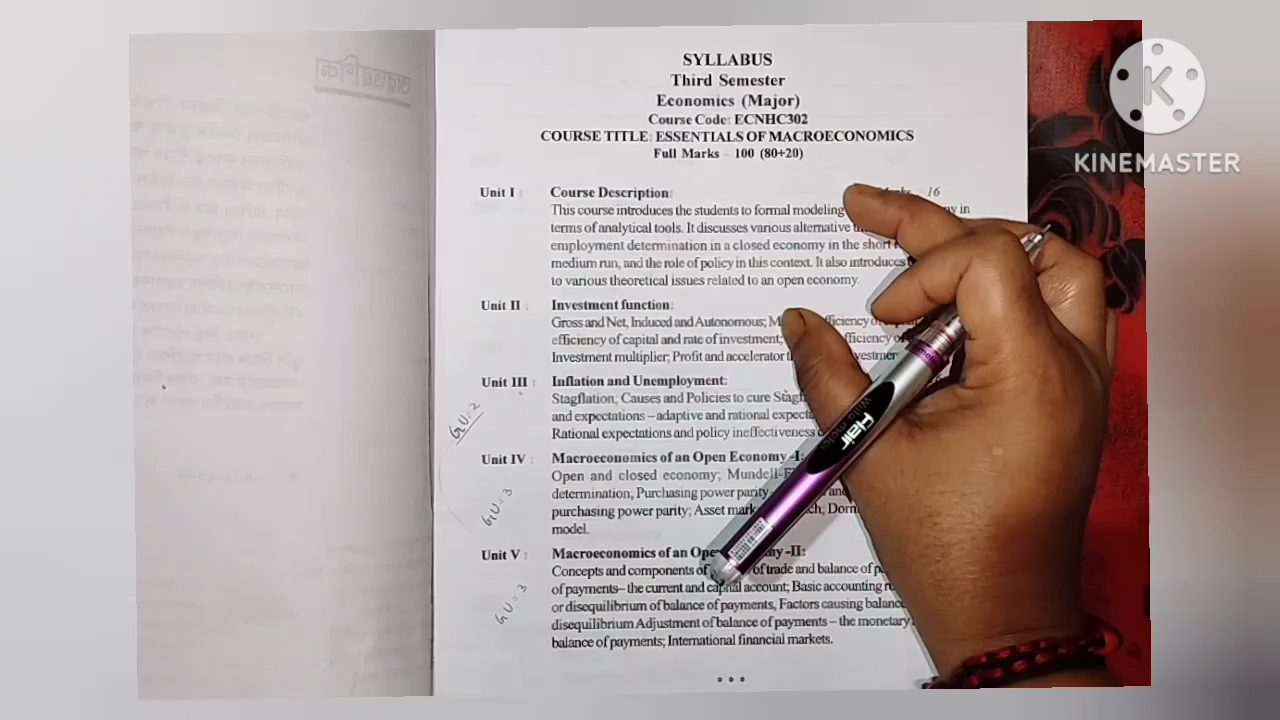 SYLLABUS
Third Semester
Economics (Major)
Course Code: ECNHC302
COURSE TITLE: ESSENTIALS OF MACROECONOMICS
Full Marks - 100 (80+20)
Unit I : Course Description: 16
This course introduces the students to formal modeling in
terms of analytical tools. It discusses various alternative
employment determination in a closed economy in the short
medium run, and the role of policy in this context. It also introduces
to various theoretical issues related to an open economy.
Unit II : Investment function:
Gross and Net, Induced and Autonomous;
efficiency of capital and rate of investment;
Investment multiplier; Profit and accelerator
Unit III : Inflation and Unemployment:
Stagflation; Causes and Policies to cure
and expectations – adaptive and rational
Rational expectations and policy ineffectiveness
GU=2
Unit IV : Macroeconomics of an Open Economy -I:
Open and closed economy;
determination; Purchasing power parity
purchasing power parity; Asset
model.
GU=3
Unit V : Macroeconomics of an -II:
Concepts and components of of trade and balance of
of payments– the current and capital account; Basic accounting
or disequilibrium of balance of payments, Factors causing
disequilibrium Adjustment of balance of payments – the monetary
balance of payments; International financial markets.
GU=3
Flair
KINEMASTER